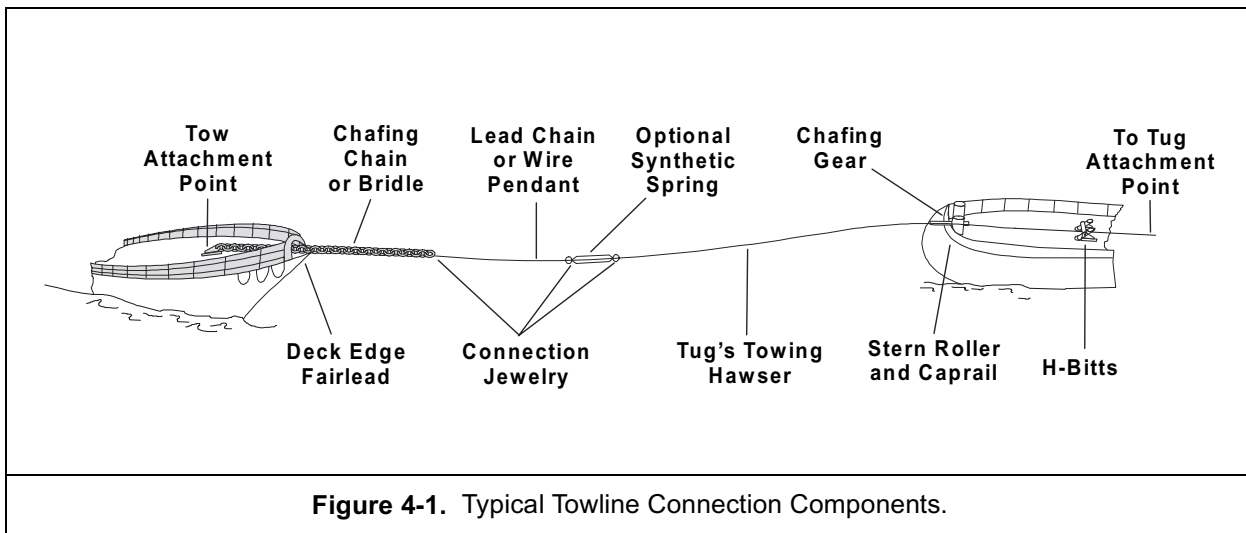 Tow
Attachment
Point
Chafing
Chain
or Bridle
Lead Chain
or Wire
Pendant
Optional
Synthetic
Spring
Chafing
Gear
To Tug
Attachment
Point
Deck Edge
Fairlead
Connection
Jewelry
Tug's Towing
Hawser
Stern Roller
and Caprail
H-Bitts
Figure 4-1. Typical Towline Connection Components.